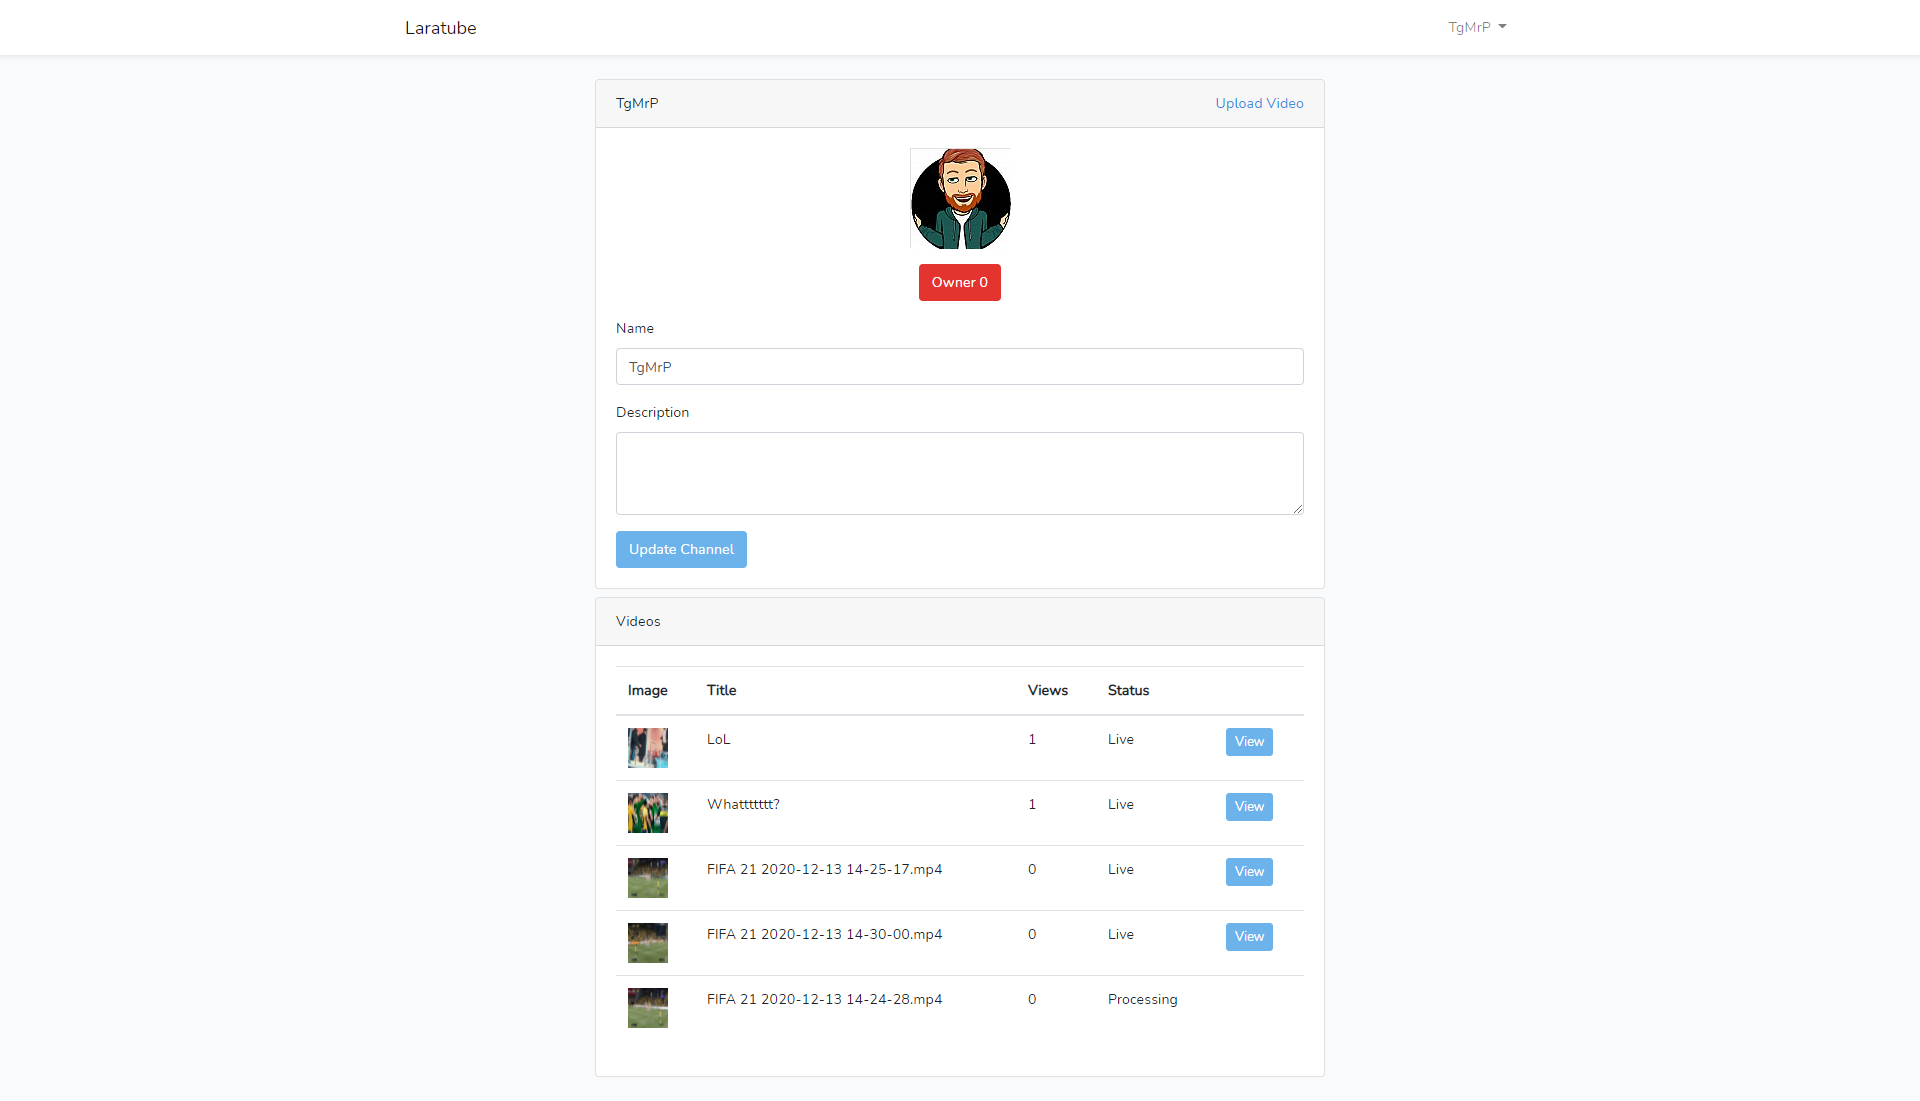 Laratube
TgMrP
TgMrP
Upload Video
Owner 0
Name
TgMrP
Description
Update Channel
Videos
Image Title Views Status
LoL 1 Live View
Whattttttt? 1 Live View
FIFA 21 2020-12-13 14-25-17.mp4 0 Live View
FIFA 21 2020-12-13 14-30-00.mp4 0 Live View
FIFA 21 2020-12-13 14-24-28.mp4 0 Processing